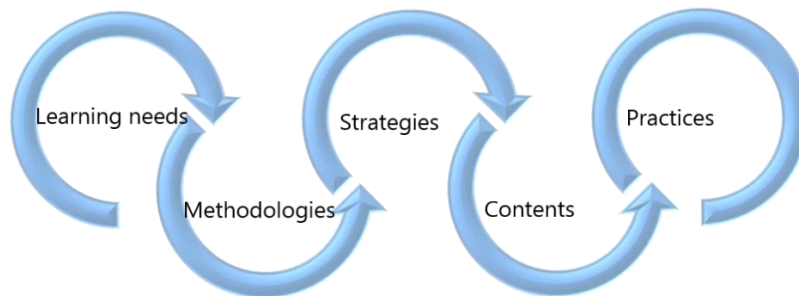 Learning needs
Methodologies
Strategies
Contents
Practices